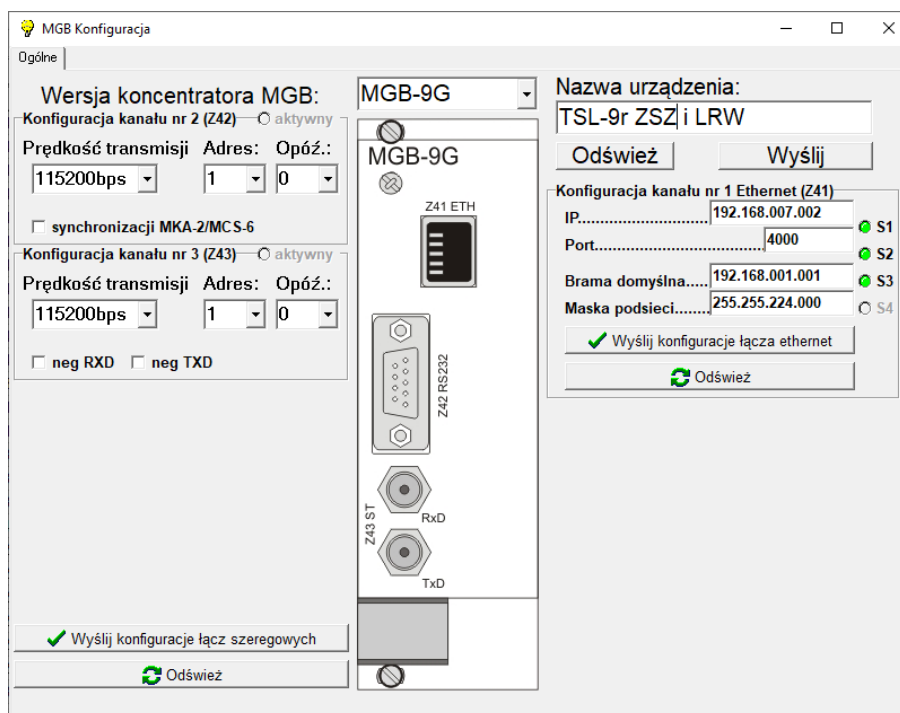 MGB Konfiguracja
Ogólne
Wersja koncentratora MGB:
MGB-9G
Konfiguracja kanału nr 2 (Z42) aktywny
Prędkość transmisji Adres: Opóź.:
115200bps 1 0
synchronizacji MKA-2/MCS-6
Konfiguracja kanału nr 3 (Z43) aktywny
Prędkość transmisji Adres: Opóź.:
115200bps 1 0
neg RXD neg TXD
Wyślij konfiguracje łącz szeregowych
Odśwież
MGB-9G
Z41 ETH
Z42 RS232
Z43 ST
RxD
TxD
Nazwa urządzenia:
TSL-9r ZSZ i LRW
Odśwież Wyślij
Konfiguracja kanału nr 1 Ethernet (Z41)
IP............................ 192.168.007.002
S1
Port....................................... 4000
S2
Brama domyślna..... 192.168.001.001
S3
Maska podsieci........ 255.255.224.000
S4
Wyślij konfiguracje łącza ethernet
Odśwież